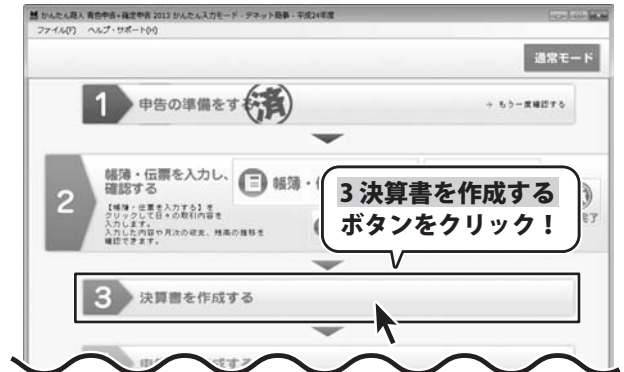 かんたん商人 青色申告+確定申告 2013 かんたん入力モード - デネット商事 - 平成24年度
ファイル(F) ヘルプ・サポート(H)
通常モード
1 申告の準備をす 済
→ もう一度確認する
2
帳簿・伝票を入力し、
確認する
【帳簿・伝票を入力する】を
クリックして日々の取引内容を
入力します。
入力した内容や月次の収支、残高の推移を
確認できます。
帳簿・
3 決算書を作成する
ボタンをクリック！
完了
3 決算書を作成する